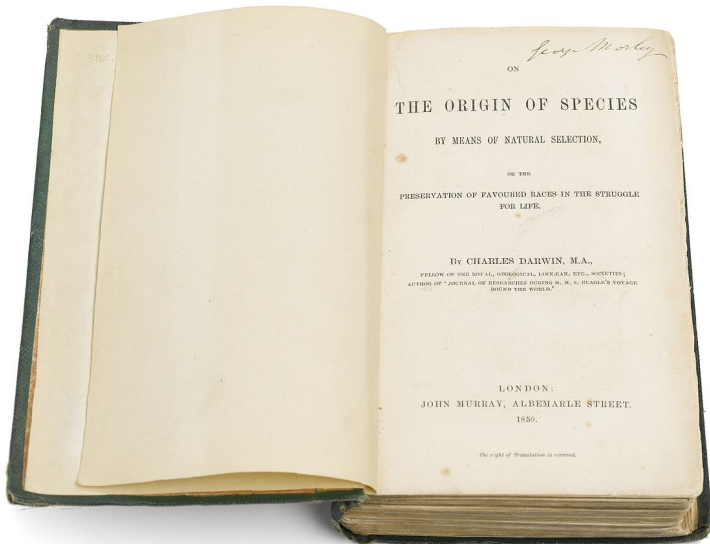 SPEC.
George Morley
ON
THE ORIGIN OF SPECIES
BY MEANS OF NATURAL SELECTION,
OR THE
PRESERVATION OF FAVOURED RACES IN THE STRUGGLE
FOR LIFE.
BY CHARLES DARWIN, M.A.,
FELLOW OF THE ROYAL, GEOLOGICAL, LINNÆAN, ETC., SOCIETIES;
AUTHOR OF 'JOURNAL OF RESEARCHES DURING H. M. S. BEAGLE'S VOYAGE
ROUND THE WORLD.'
LONDON:
JOHN MURRAY, ALBEMARLE STREET.
1859.
The right of Translation is reserved.